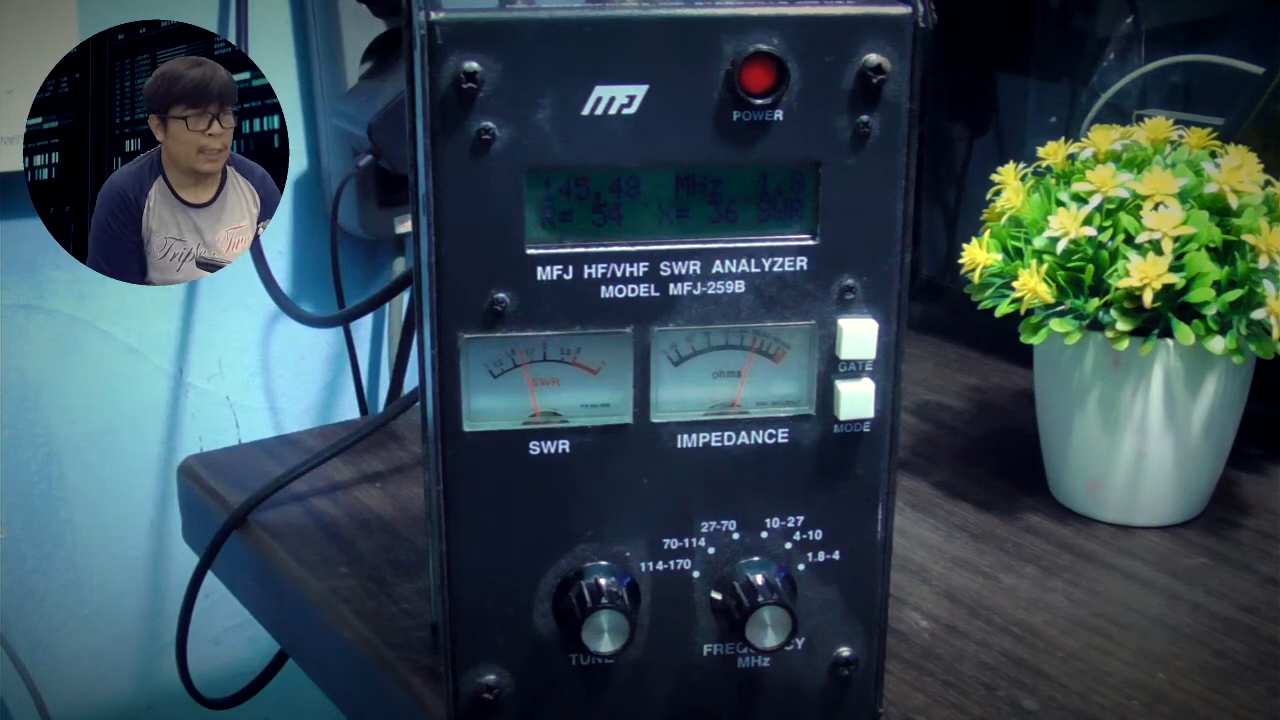 MFJ
POWER
145.48 MHz 1.8
R= 54 X= 36 SWR
MFJ HF/VHF SWR ANALYZER
MODEL MFJ-259B
SWR
ohms
GATE
MODE
SWR
IMPEDANCE
27-70
10-27
70-114
4-10
114-170
1.8-4
TUNE
FREQUENCY
MHz
Triple